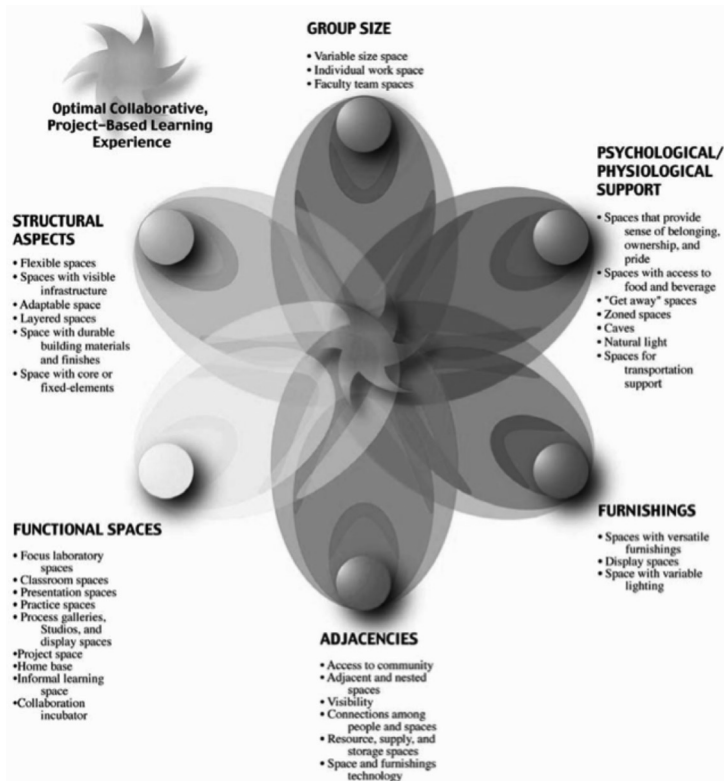 GROUP SIZE
• Variable size space
• Individual work space
• Faculty team spaces
Optimal Collaborative,
Project-Based Learning
Experience
PSYCHOLOGICAL/
PHYSIOLOGICAL
SUPPORT
• Spaces that provide
sense of belonging,
ownership, and
pride
• Spaces with access to
food and beverage
• "Get away" spaces
• Zoned spaces
• Caves
• Natural light
• Spaces for
transportation
support
STRUCTURAL
ASPECTS
• Flexible spaces
• Spaces with visible
infrastructure
• Adaptable space
• Layered spaces
• Space with durable
building materials
and finishes
• Space with core or
fixed-elements
FURNISHINGS
• Spaces with versatile
furnishings
• Display spaces
• Space with variable
lighting
FUNCTIONAL SPACES
• Focus laboratory
spaces
• Classroom spaces
• Presentation spaces
• Practice spaces
• Process galleries,
Studios, and
display spaces
•Project space
•Home base
•Informal learning
space
•Collaboration
incubator
ADJACENCIES
• Access to community
• Adjacent and nested
spaces
• Visibility
• Connections among
people and spaces
• Resource, supply, and
storage spaces
• Space and furnishings
technology